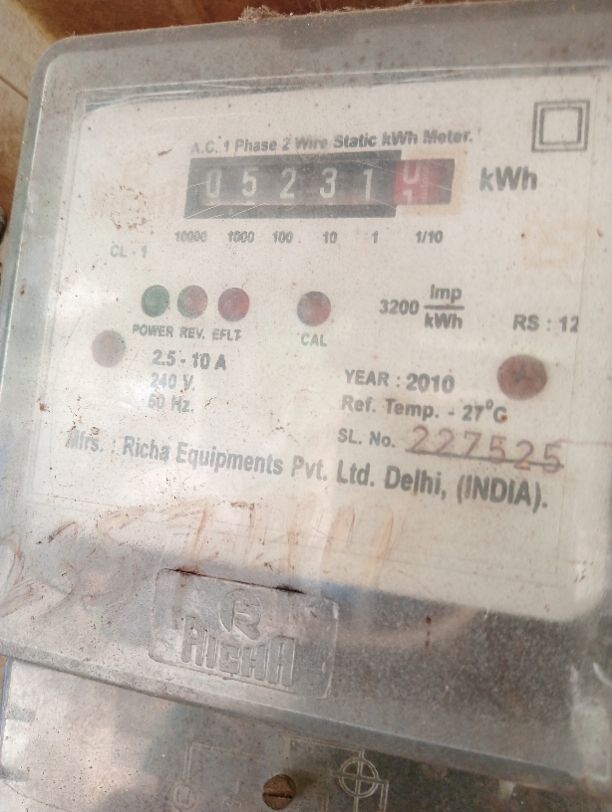 A.C. 1 Phase 2 Wire Static kWh Meter.
0 5 2 3 1 kWh
10000 1000 100 10 1 1/10
CL - 1
3200 Imp/kWh RS : 12
POWER REV. EFLT CAL
2.5 - 10 A
240 V.
50 Hz.
YEAR : 2010
Ref. Temp. - 27°C
SL. No. 227525
Mfrs. : Richa Equipments Pvt. Ltd. Delhi, (INDIA).
R
RICHA